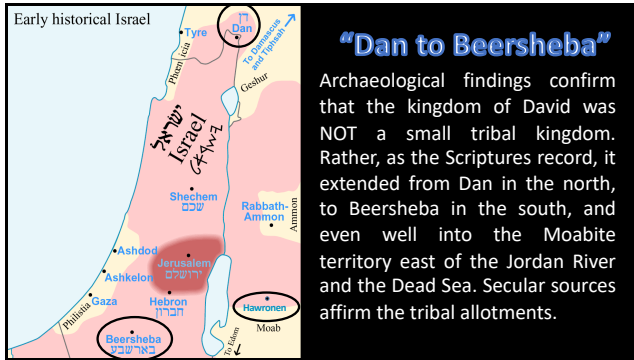 Early historical Israel
דן
Dan
Tyre
To Damascus
and Tiphsah
Phœnicia
Geshur
ישראל
Israel
𐤉𐤔𐤓𐤀𐤋
Shechem
שכם
Rabbath-
Ammon
Ammon
Ashdod
Jerusalem
ירושלם
Ashkelon
Gaza
Hebron
חברון
Philistia
Hawronen
Moab
Beersheba
בארשבע
To Edom
“Dan to Beersheba”
Archaeological findings confirm
that the kingdom of David was
NOT a small tribal kingdom.
Rather, as the Scriptures record, it
extended from Dan in the north,
to Beersheba in the south, and
even well into the Moabite
territory east of the Jordan River
and the Dead Sea. Secular sources
affirm the tribal allotments.